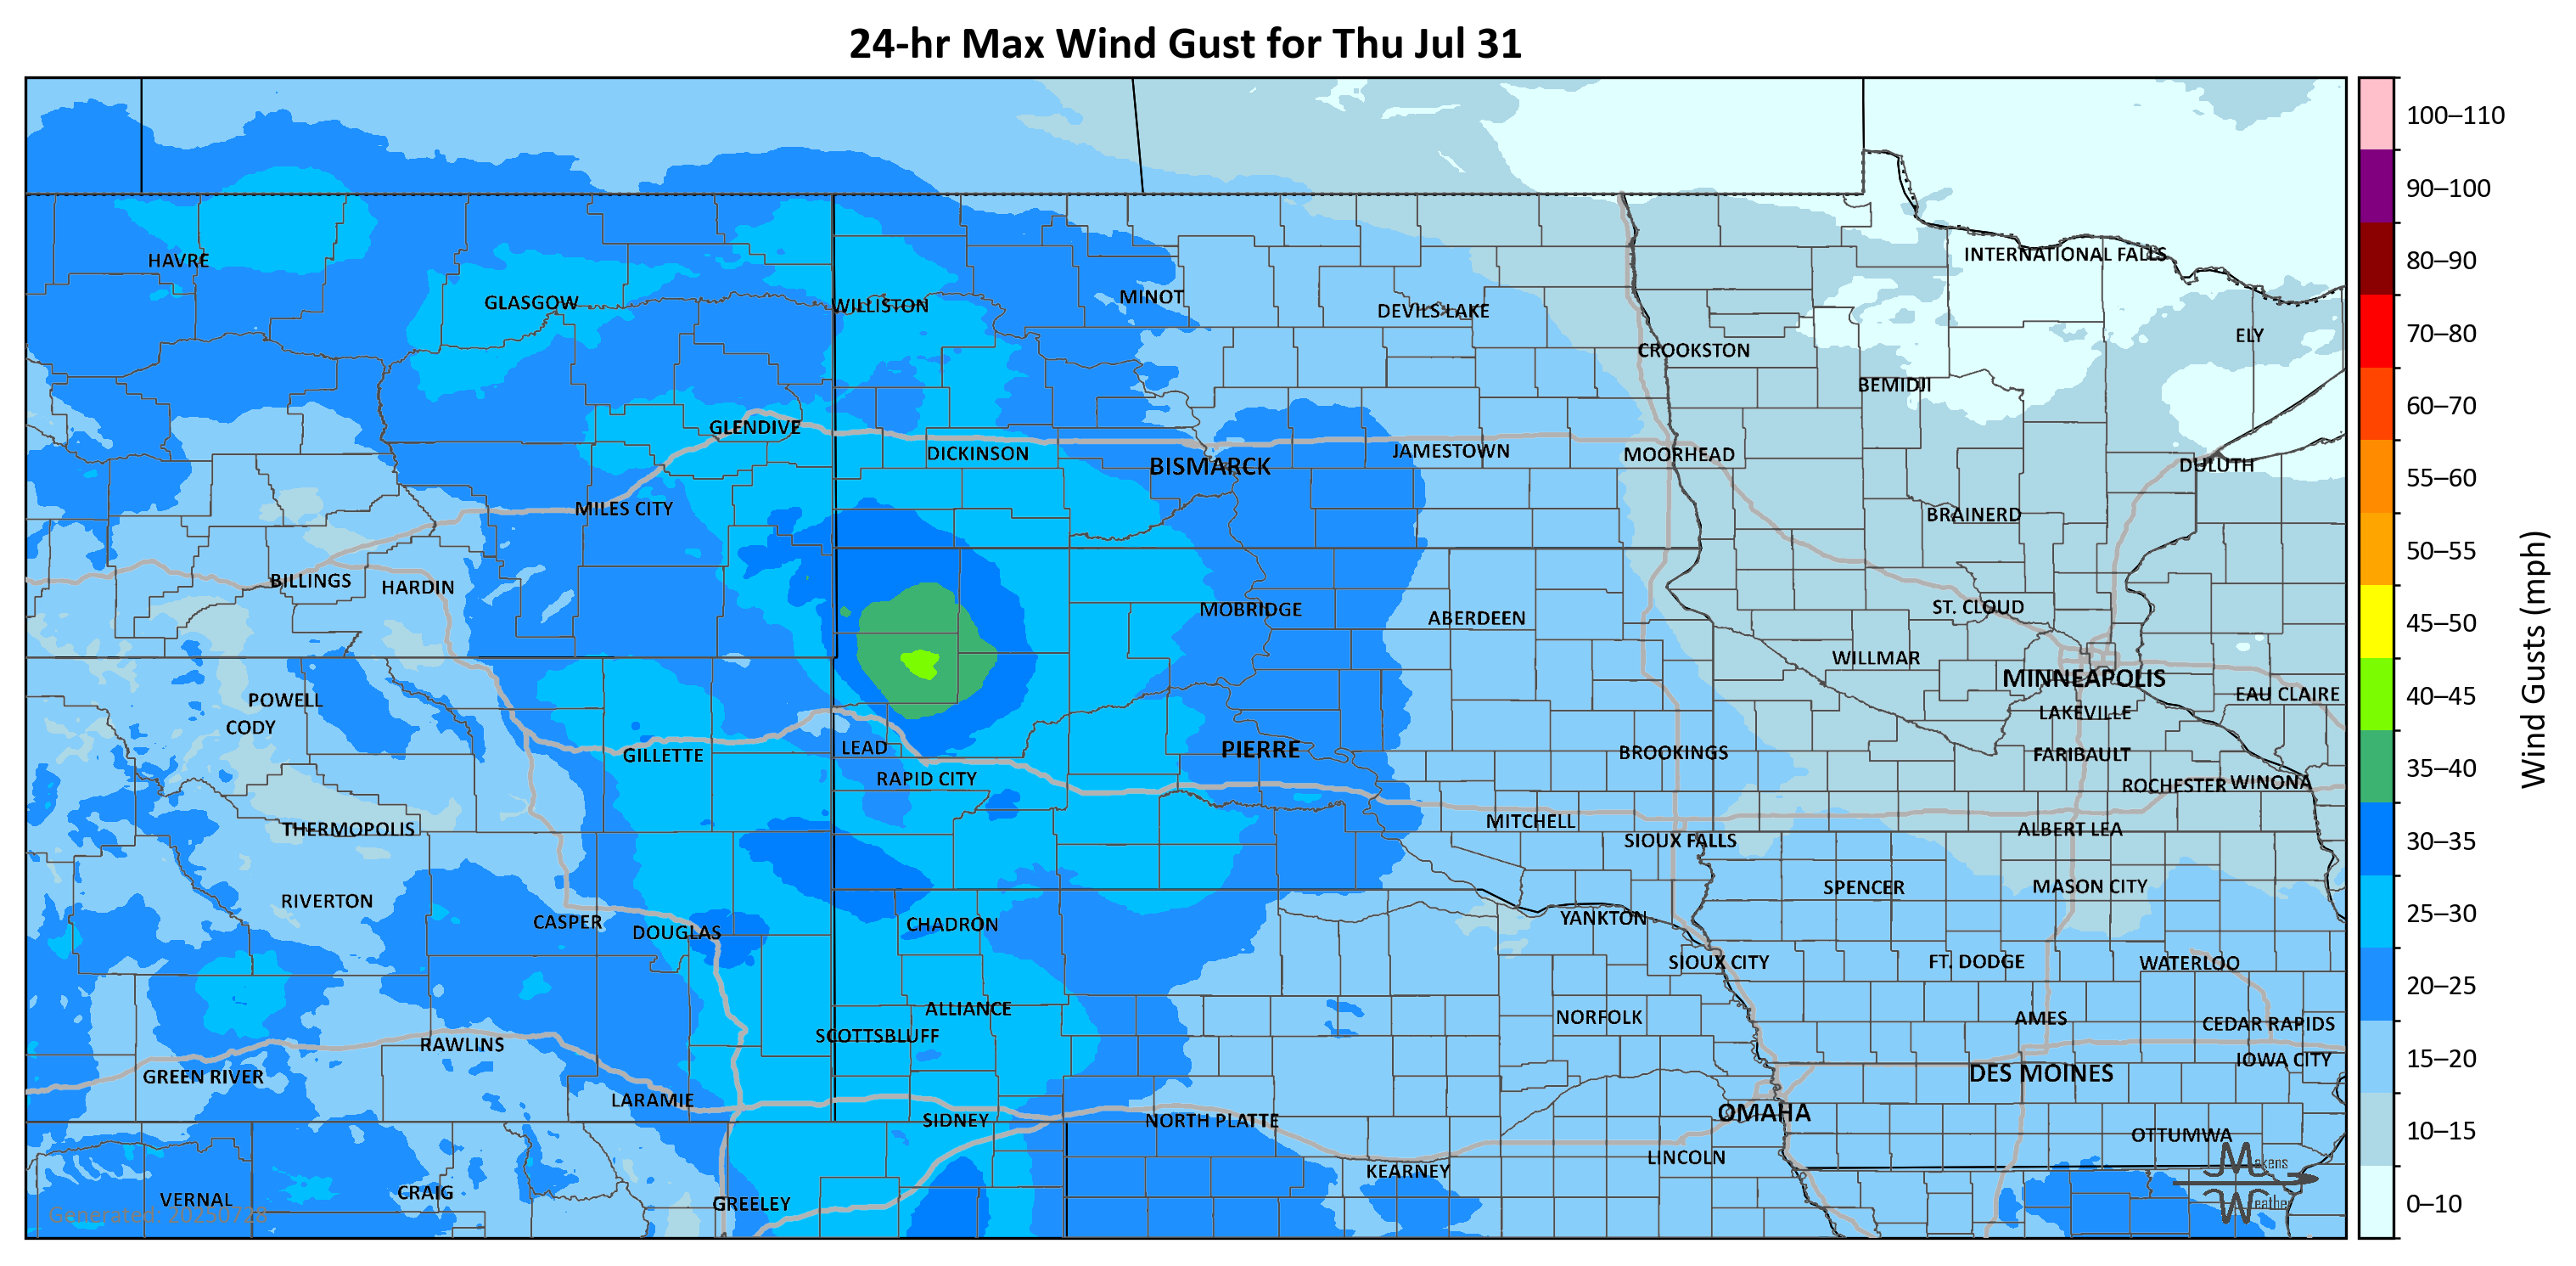 24-hr Max Wind Gust for Thu Jul 31
100–110
90–100
80–90
70–80
60–70
55–60
50–55
45–50
40–45
35–40
30–35
25–30
20–25
15–20
10–15
0–10
Wind Gusts (mph)
HAVRE
INTERNATIONAL FALLS
GLASGOW
WILLISTON
MINOT
DEVILS LAKE
ELY
CROOKSTON
BEMIDJI
GLENDIVE
DICKINSON
BISMARCK
JAMESTOWN
MOORHEAD
DULUTH
MILES CITY
BRAINERD
BILLINGS
HARDIN
MOBRIDGE
ABERDEEN
ST. CLOUD
WILLMAR
MINNEAPOLIS
EAU CLAIRE
POWELL
CODY
LAKEVILLE
GILLETTE
LEAD
PIERRE
BROOKINGS
FARIBAULT
RAPID CITY
ROCHESTER
WINONA
THERMOPOLIS
MITCHELL
SIOUX FALLS
ALBERT LEA
SPENCER
MASON CITY
RIVERTON
CASPER
DOUGLAS
CHADRON
YANKTON
SIOUX CITY
FT. DODGE
WATERLOO
ALLIANCE
NORFOLK
AMES
CEDAR RAPIDS
SCOTTSBLUFF
RAWLINS
IOWA CITY
GREEN RIVER
DES MOINES
LARAMIE
SIDNEY
NORTH PLATTE
OMAHA
OTTUMWA
KEARNEY
LINCOLN
VERNAL
CRAIG
GREELEY
Generated: 20250728
Makens
Weather